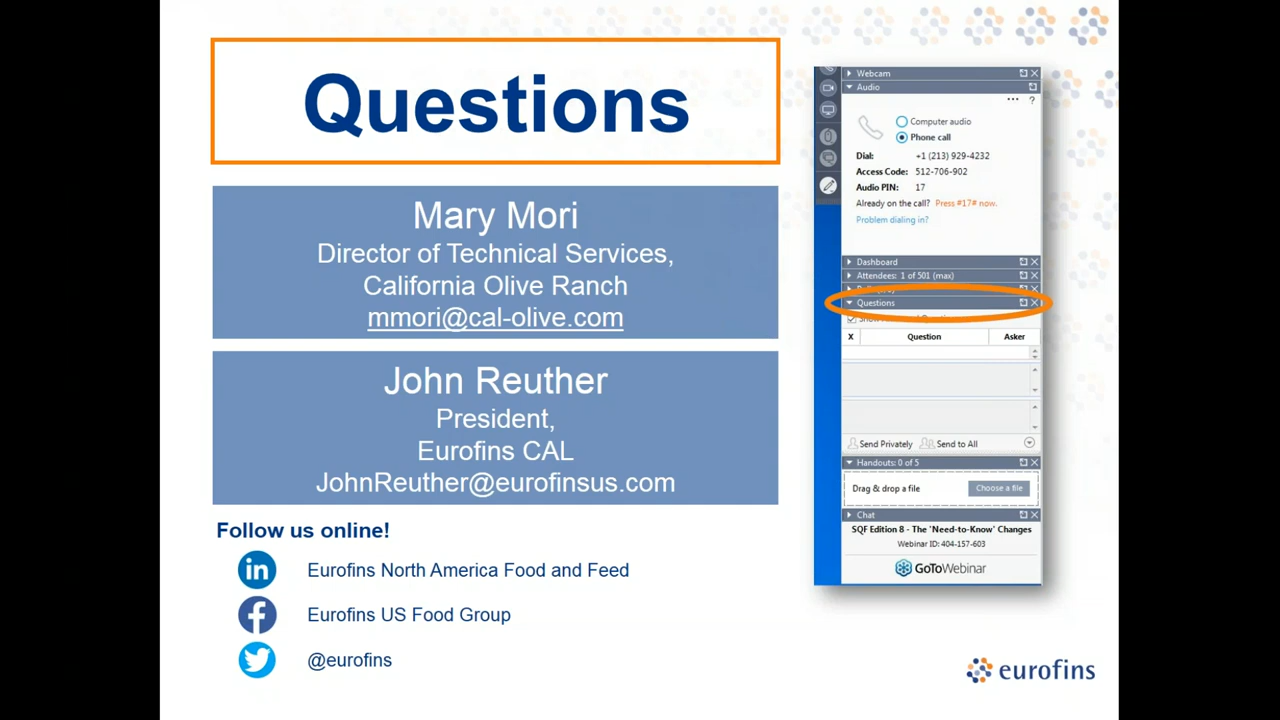 Questions
Mary Mori
Director of Technical Services,
California Olive Ranch
mmori@cal-olive.com
John Reuther
President,
Eurofins CAL
JohnReuther@eurofinsus.com
Follow us online!
in
Eurofins North America Food and Feed
f
Eurofins US Food Group
@eurofins
Webcam
Audio
... ?
Computer audio
Phone call
Dial: +1 (213) 929-4232
Access Code: 512-706-902
Audio PIN: 17
Already on the call? Press #17# now.
Problem dialing in?
Dashboard
Attendees: 1 of 501 (max)
Questions
X Question Asker
Send Privately Send to All
Handouts: 0 of 5
Drag & drop a file Choose a file
Chat
SQF Edition 8 - The 'Need-to-Know' Changes
Webinar ID: 404-157-603
GoToWebinar
eurofins